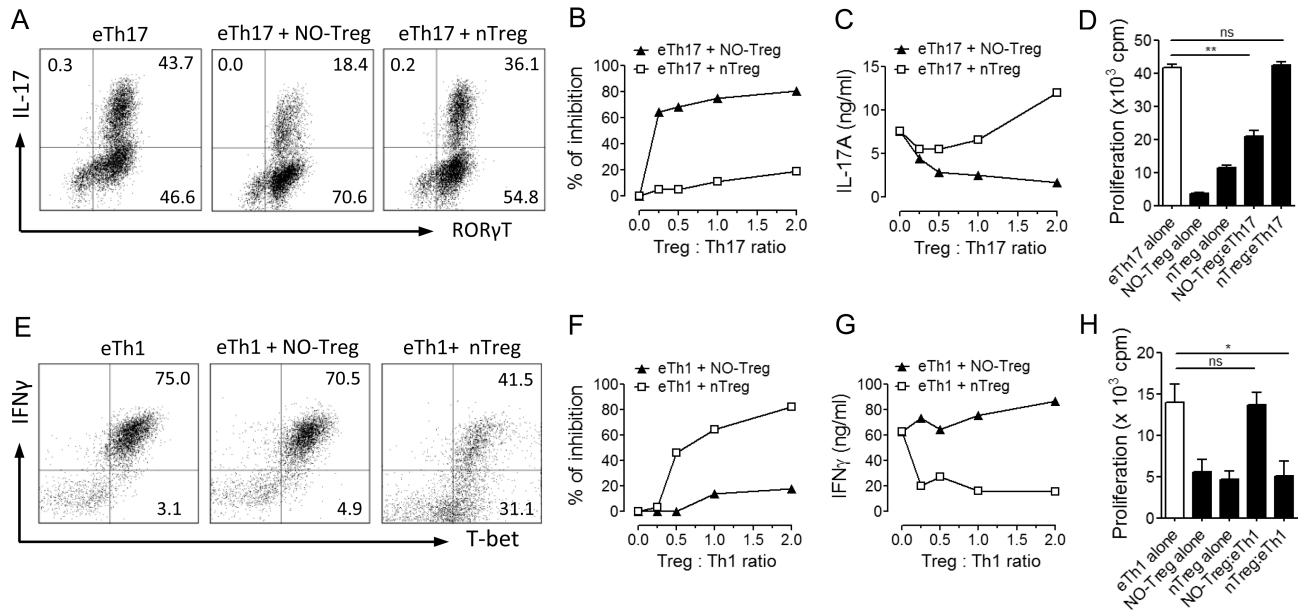 A
eTh17
eTh17 + NO-Treg
eTh17 + nTreg
0.3
43.7
46.6
0.0
18.4
70.6
0.2
36.1
54.8
IL-17
RORγT
B
eTh17 + NO-Treg
eTh17 + nTreg
% of inhibition
100
80
60
40
20
0
0.0
0.5
1.0
1.5
2.0
Treg : Th17 ratio
C
eTh17 + NO-Treg
eTh17 + nTreg
IL-17A (ng/ml)
15
10
5
0
0.0
0.5
1.0
1.5
2.0
Treg : Th17 ratio
D
Proliferation (x10³ cpm)
50
40
30
20
10
0
ns
**
eTh17 alone
NO-Treg alone
nTreg alone
NO-Treg:eTh17
nTreg:eTh17
E
eTh1
eTh1 + NO-Treg
eTh1+ nTreg
75.0
3.1
70.5
4.9
41.5
31.1
IFNγ
T-bet
F
eTh1 + NO-Treg
eTh1 + nTreg
% of inhibition
100
80
60
40
20
0
0.0
0.5
1.0
1.5
2.0
Treg : Th1 ratio
G
eTh1 + NO-Treg
eTh1 + nTreg
IFNγ (ng/ml)
100
80
60
40
20
0
0.0
0.5
1.0
1.5
2.0
Treg : Th1 ratio
H
Proliferation (x 10³ cpm)
20
15
10
5
0
*
ns
eTh1 alone
NO-Treg alone
nTreg alone
NO-Treg:eTh1
nTreg:eTh1